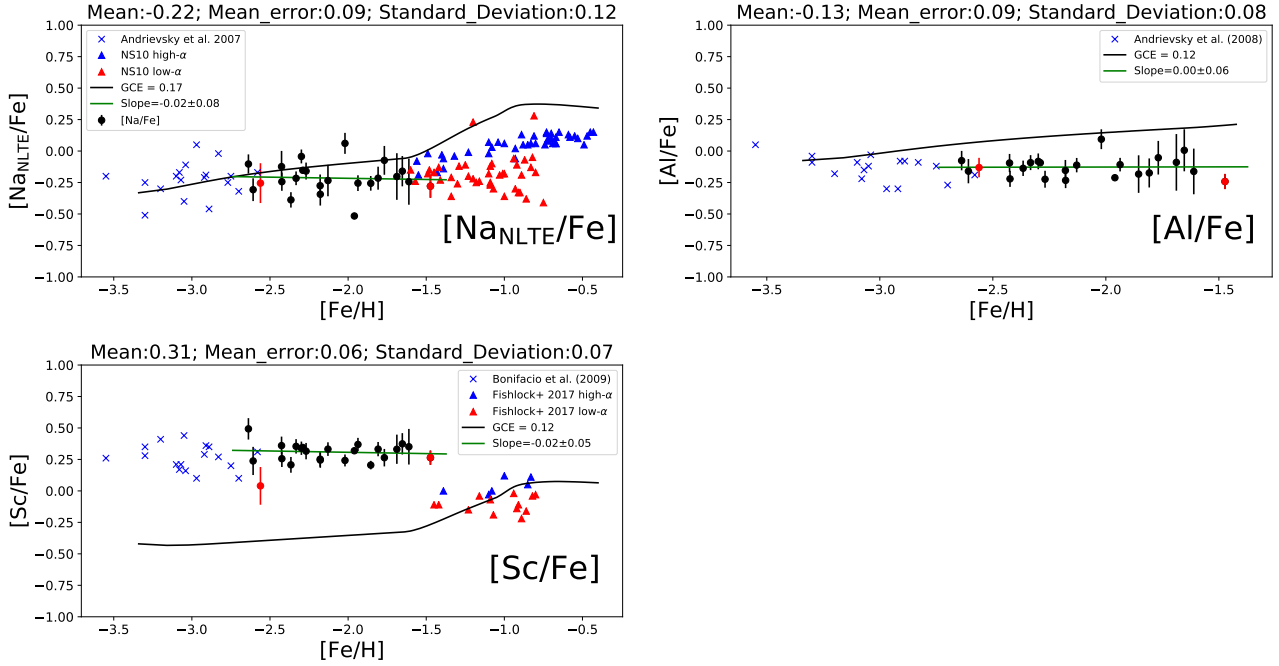 Mean:-0.22; Mean_error:0.09; Standard_Deviation:0.12
1.00
0.75
0.50
0.25
0.00
−0.25
−0.50
−0.75
−1.00
[Na_NLTE/Fe]
× Andrievsky et al. 2007
NS10 high-α
NS10 low-α
GCE = 0.17
Slope=-0.02±0.08
[Na/Fe]
[Na_NLTE/Fe]
−3.5 −3.0 −2.5 −2.0 −1.5 −1.0 −0.5
[Fe/H]
Mean:-0.13; Mean_error:0.09; Standard_Deviation:0.08
1.00
0.75
0.50
0.25
0.00
−0.25
−0.50
−0.75
−1.00
[Al/Fe]
Andrievsky et al. (2008)
GCE = 0.12
Slope=0.00±0.06
[Al/Fe]
−3.5 −3.0 −2.5 −2.0 −1.5
[Fe/H]
Mean:0.31; Mean_error:0.06; Standard_Deviation:0.07
1.00
0.75
0.50
0.25
0.00
−0.25
−0.50
−0.75
−1.00
[Sc/Fe]
Bonifacio et al. (2009)
Fishlock+ 2017 high-α
Fishlock+ 2017 low-α
GCE = 0.12
Slope=-0.02±0.05
[Sc/Fe]
−3.5 −3.0 −2.5 −2.0 −1.5 −1.0 −0.5
[Fe/H]